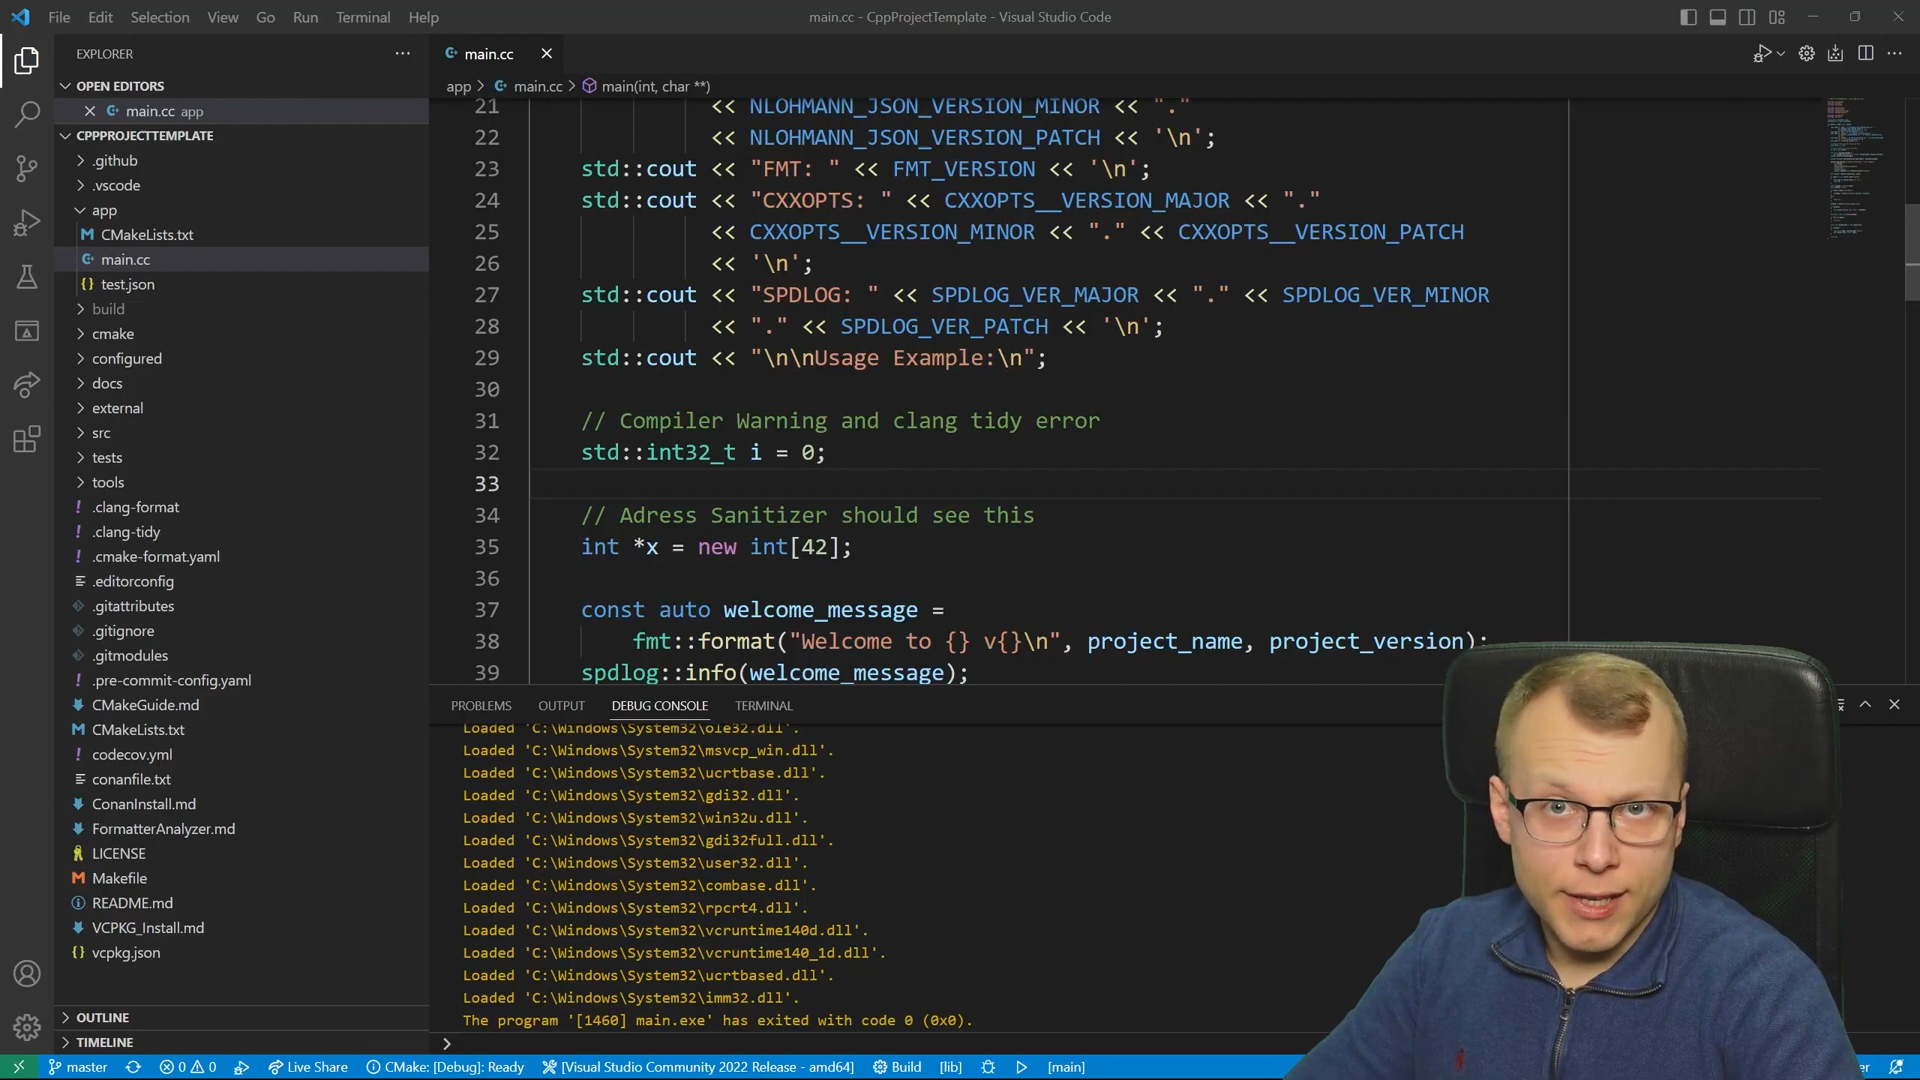 File Edit Selection View Go Run Terminal Help
main.cc - CppProjectTemplate - Visual Studio Code
EXPLORER
OPEN EDITORS
main.cc app
CPPPROJECTTEMPLATE
.github
.vscode
app
CMakeLists.txt
main.cc
test.json
build
cmake
configured
docs
external
src
tests
tools
.clang-format
.clang-tidy
.cmake-format.yaml
.editorconfig
.gitattributes
.gitignore
.gitmodules
.pre-commit-config.yaml
CMakeGuide.md
CMakeLists.txt
codecov.yml
conanfile.txt
ConanInstall.md
FormatterAnalyzer.md
LICENSE
Makefile
README.md
VCPKG_Install.md
vcpkg.json
OUTLINE
TIMELINE
main.cc
app > main.cc > main(int, char **)
21 << NLOHMANN_JSON_VERSION_MINOR << "."
22 << NLOHMANN_JSON_VERSION_PATCH << '\n';
23 std::cout << "FMT: " << FMT_VERSION << '\n';
24 std::cout << "CXXOPTS: " << CXXOPTS__VERSION_MAJOR << "."
25 << CXXOPTS__VERSION_MINOR << "." << CXXOPTS__VERSION_PATCH
26 << '\n';
27 std::cout << "SPDLOG: " << SPDLOG_VER_MAJOR << "." << SPDLOG_VER_MINOR
28 << "." << SPDLOG_VER_PATCH << '\n';
29 std::cout << "\n\nUsage Example:\n";
30
31 // Compiler Warning and clang tidy error
32 std::int32_t i = 0;
33
34 // Adress Sanitizer should see this
35 int *x = new int[42];
36
37 const auto welcome_message =
38 fmt::format("Welcome to {} v{}\n", project_name, project_version);
39 spdlog::info(welcome_message);
PROBLEMS OUTPUT DEBUG CONSOLE TERMINAL
Loaded 'C:\Windows\System32\ole32.dll'.
Loaded 'C:\Windows\System32\msvcp_win.dll'.
Loaded 'C:\Windows\System32\ucrtbase.dll'.
Loaded 'C:\Windows\System32\gdi32.dll'.
Loaded 'C:\Windows\System32\win32u.dll'.
Loaded 'C:\Windows\System32\gdi32full.dll'.
Loaded 'C:\Windows\System32\user32.dll'.
Loaded 'C:\Windows\System32\combase.dll'.
Loaded 'C:\Windows\System32\rpcrt4.dll'.
Loaded 'C:\Windows\System32\vcruntime140d.dll'.
Loaded 'C:\Windows\System32\vcruntime140_1d.dll'.
Loaded 'C:\Windows\System32\ucrtbased.dll'.
Loaded 'C:\Windows\System32\imm32.dll'.
The program '[1460] main.exe' has exited with code 0 (0x0).
master 0 0 Live Share CMake: [Debug]: Ready [Visual Studio Community 2022 Release - amd64] Build [lib] [main]